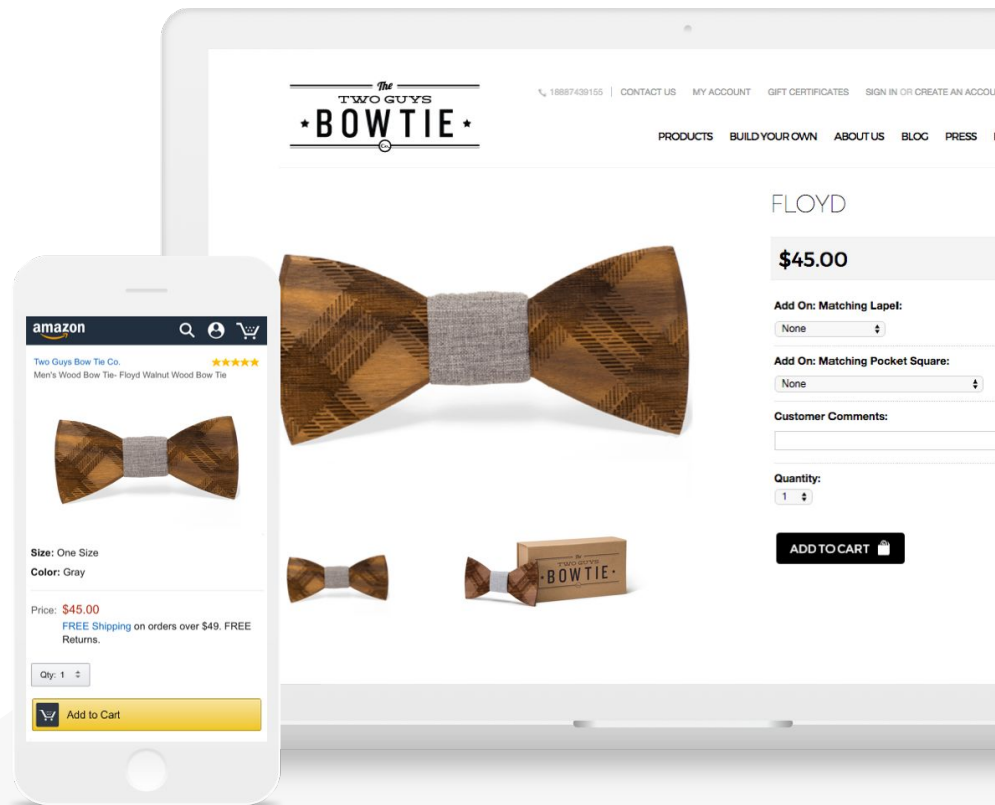 The
TWO GUYS
BOWTIE
Co.
18887439155 | CONTACT US MY ACCOUNT GIFT CERTIFICATES SIGN IN OR CREATE AN
PRODUCTS BUILD YOUR OWN ABOUT US BLOG PRESS
FLOYD
$45.00
Add On: Matching Lapel:
None
Add On: Matching Pocket Square:
None
Customer Comments:
Quantity:
1
ADD TO CART
The
TWO GUYS
BOWTIE
amazon
Two Guys Bow Tie Co.
Men's Wood Bow Tie- Floyd Walnut Wood Bow Tie
Size: One Size
Color: Gray
Price: $45.00
FREE Shipping on orders over $49. FREE
Returns.
Qty: 1
Add to Cart